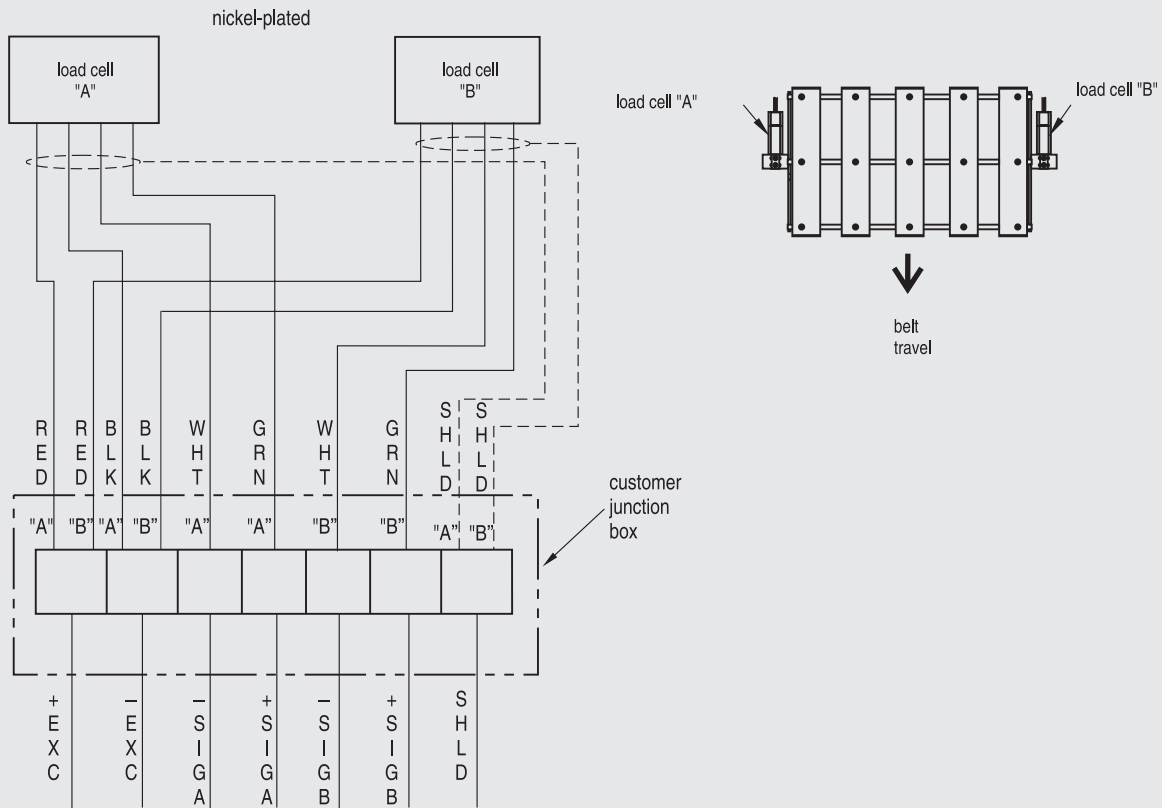 nickel-plated
load cell
"A"
load cell
"B"
load cell "A"
load cell "B"
belt
travel
RED
RED
BLK
BLK
WHT
GRN
WHT
GRN
SHLD
SHLD
customer
junction
box
"A"
"B"
"A"
"B"
"A"
"A"
"B"
"B"
"A"
"B"
+EXC
–EXC
–SIGA
+SIGA
–SIGB
+SIGB
SHLD